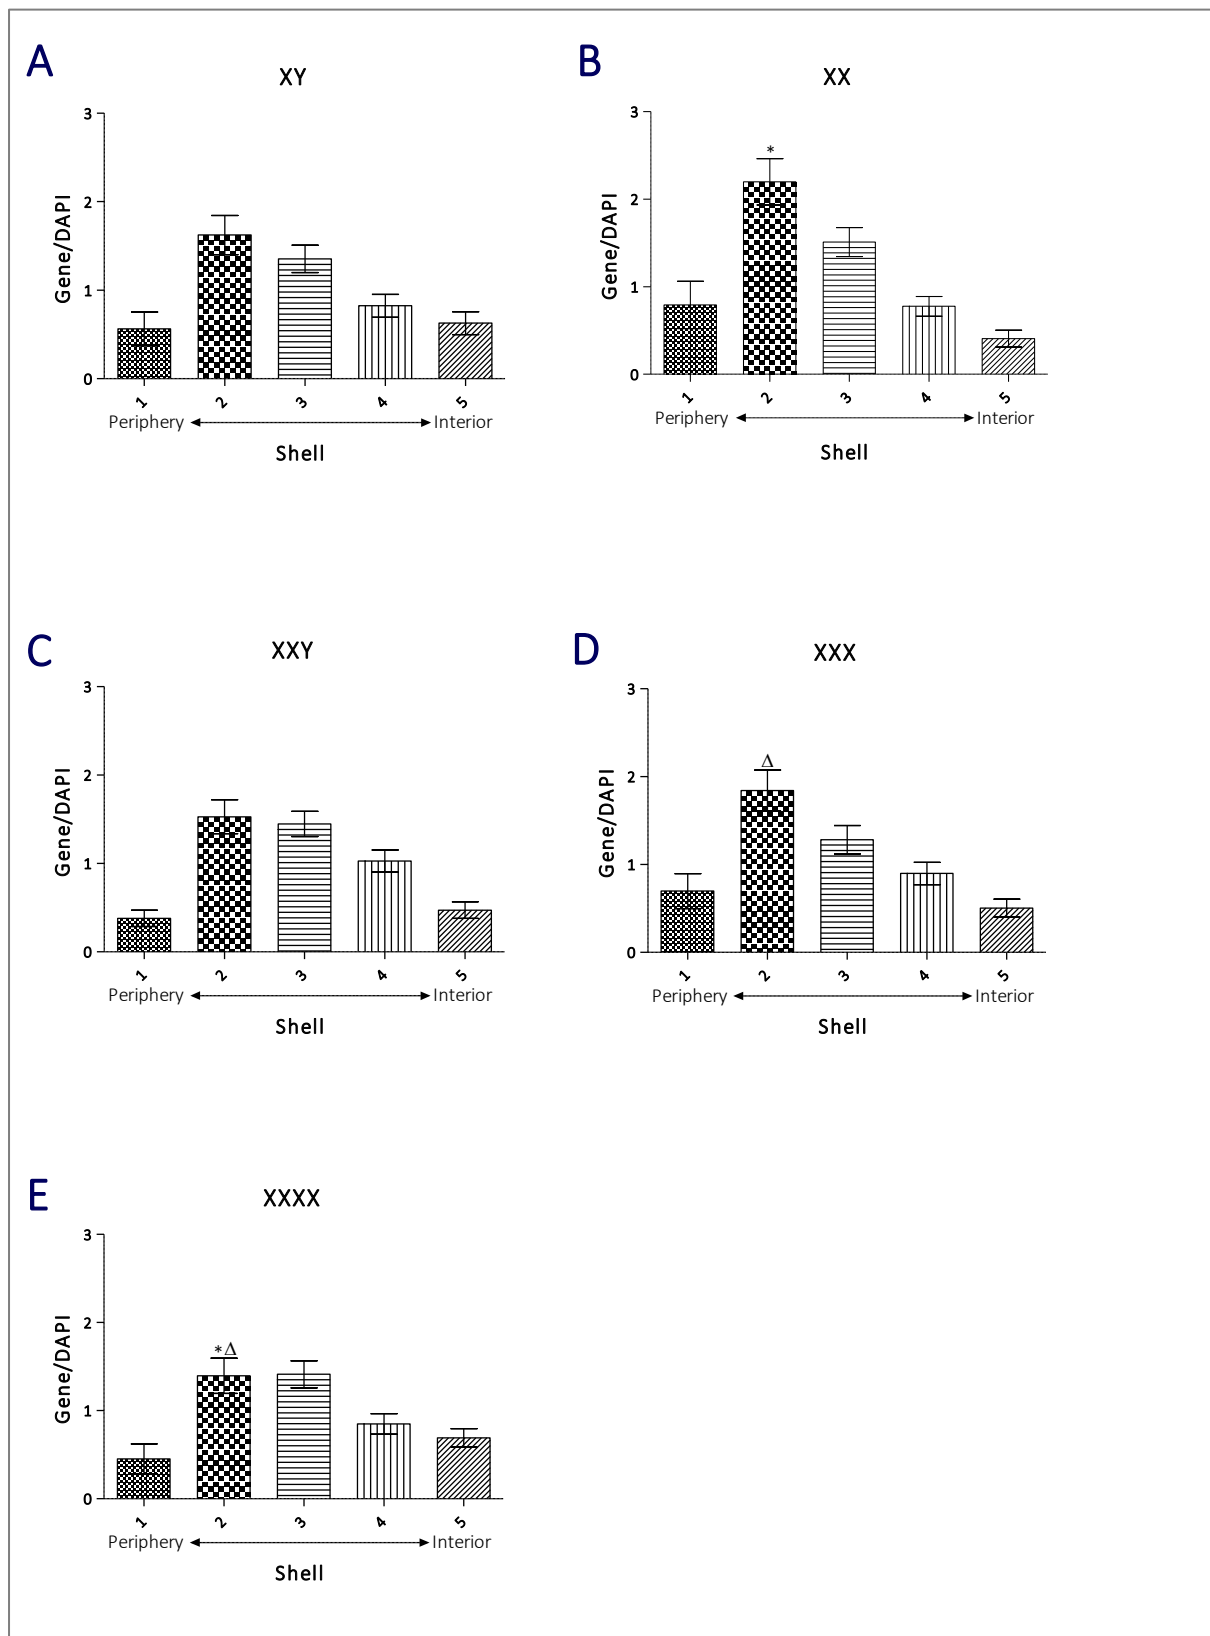 A
XY
3
2
1
0
Gene/DAPI
1 2 3 4 5
Periphery Interior
Shell
B
XX
*
3
2
1
0
Gene/DAPI
1 2 3 4 5
Periphery Interior
Shell
C
XXY
3
2
1
0
Gene/DAPI
1 2 3 4 5
Periphery Interior
Shell
D
XXX
Δ
3
2
1
0
Gene/DAPI
1 2 3 4 5
Periphery Interior
Shell
E
XXXX
*Δ
3
2
1
0
Gene/DAPI
1 2 3 4 5
Periphery Interior
Shell